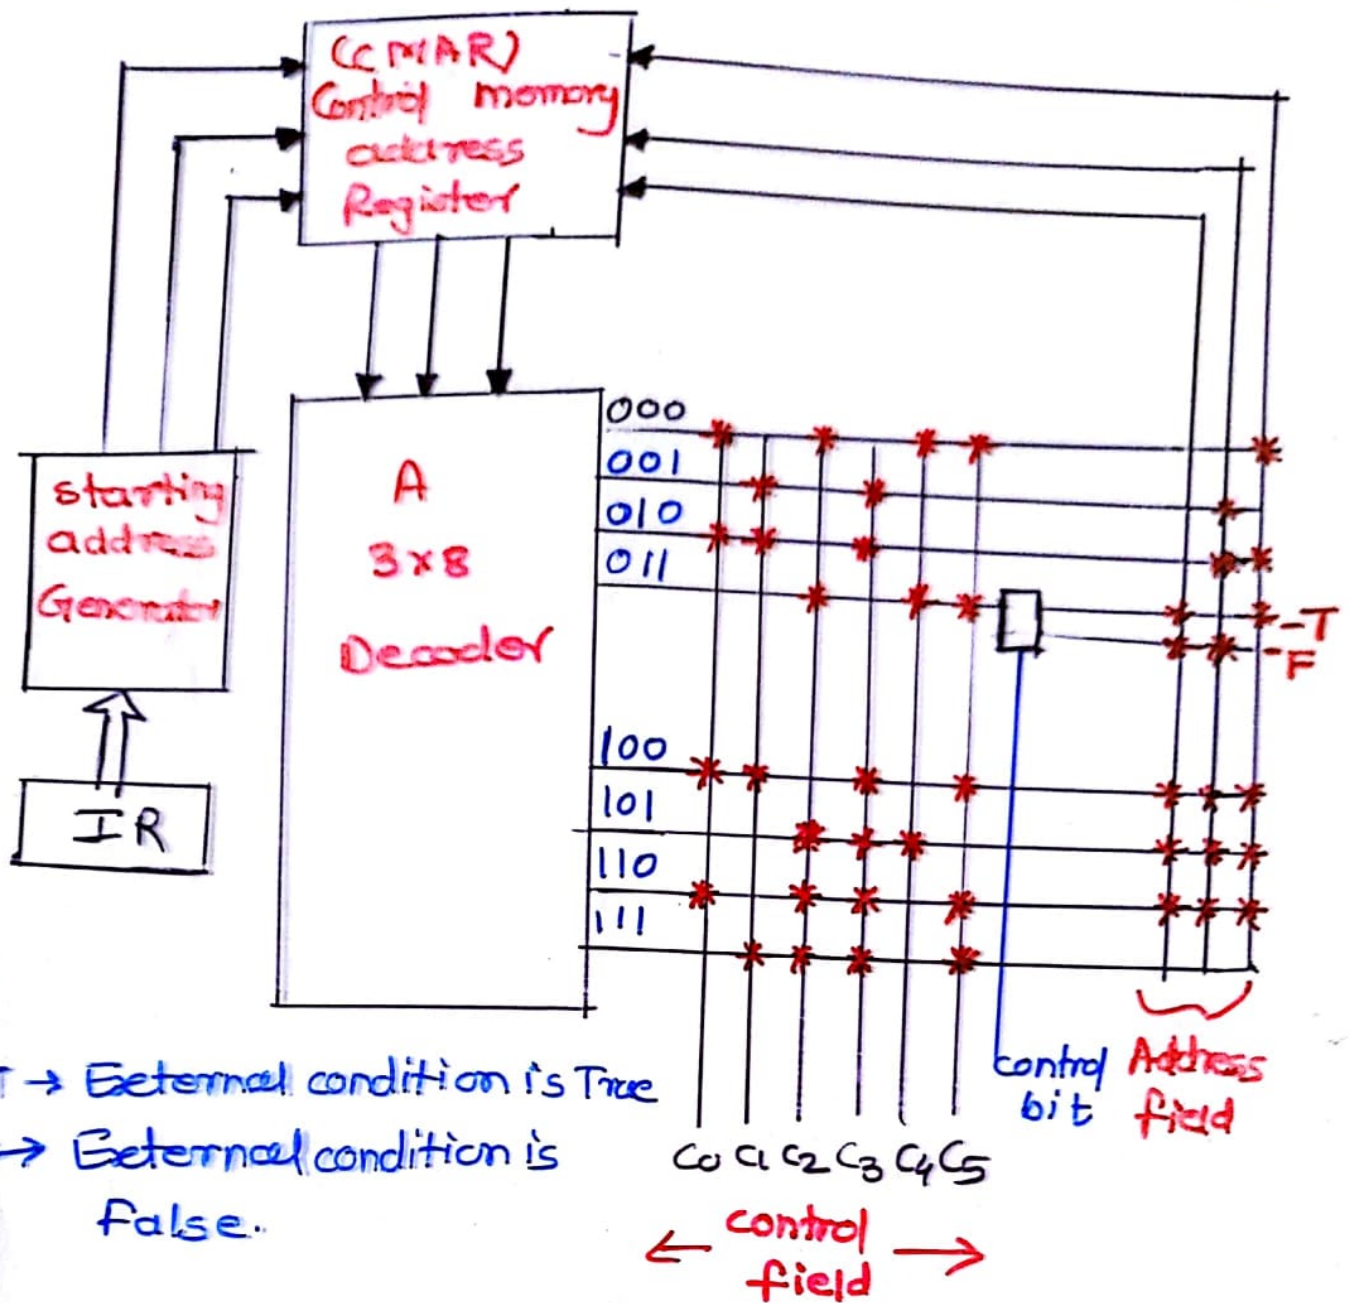 (CMAR)
Control memory
address
Register
starting
address
Generator
IR
A
3x8
Decoder
000
001
010
011
100
101
110
111
-T
-F
T → External condition is True
→ External condition is
False.
C0 C1 C2 C3 C4 C5
← control →
field
control
bit
Address
field